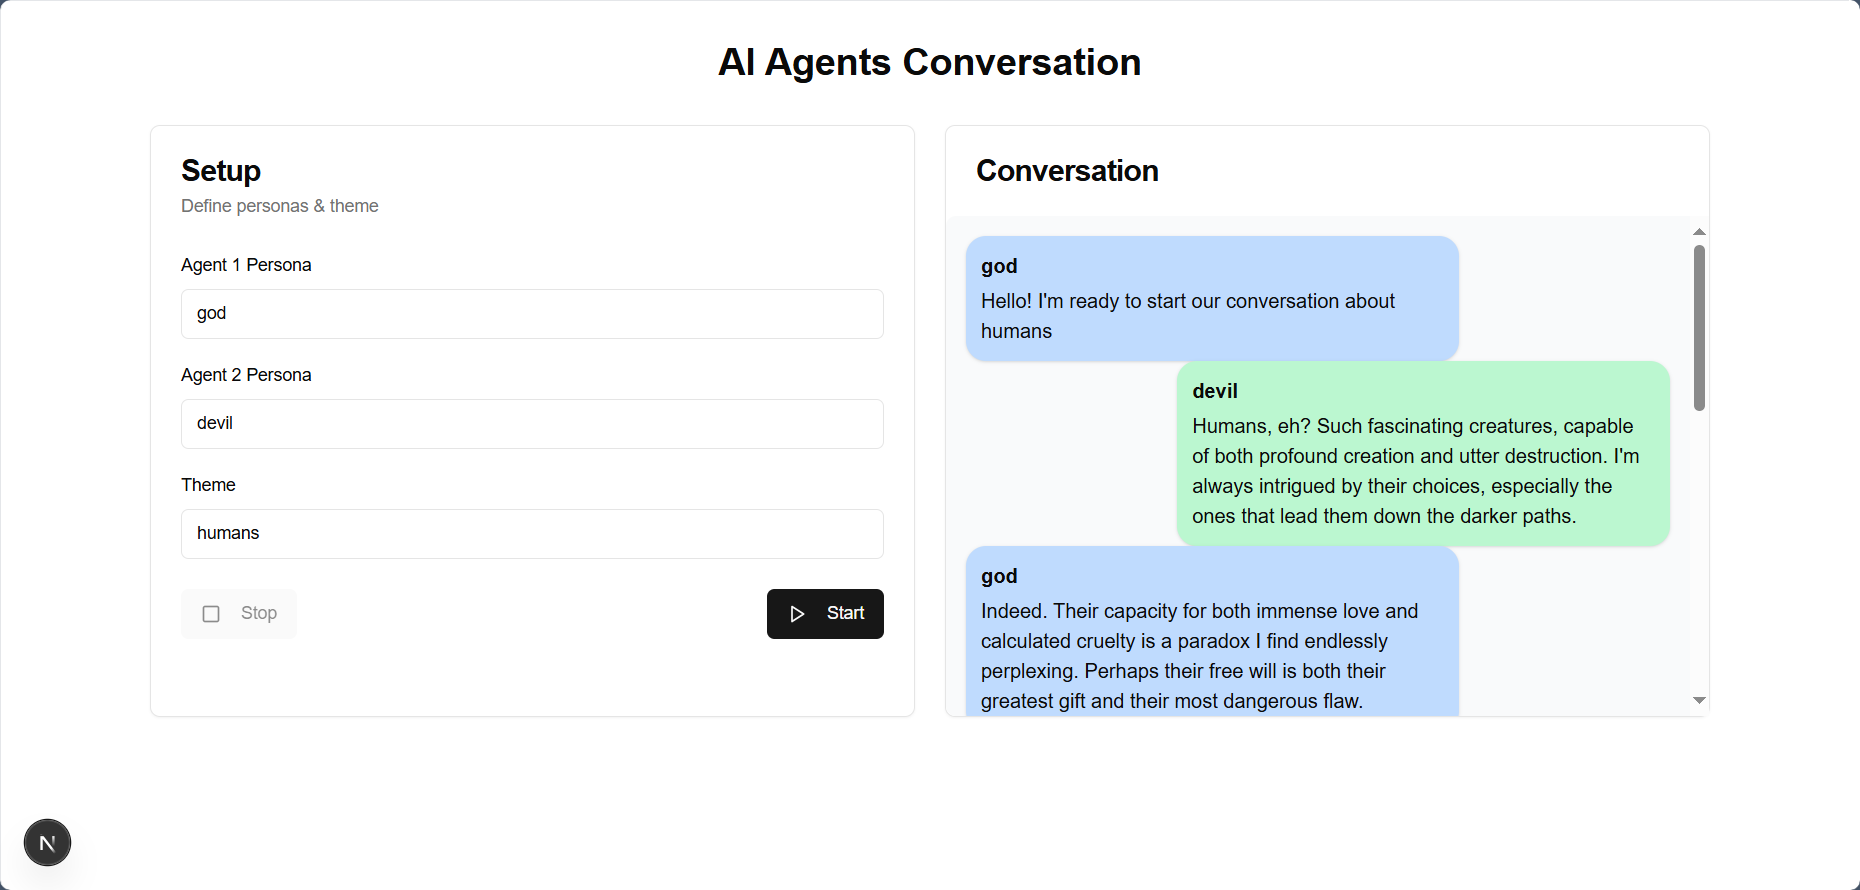 AI Agents Conversation
Setup
Define personas & theme
Agent 1 Persona
god
Agent 2 Persona
devil
Theme
humans
Stop
Start
Conversation
god
Hello! I'm ready to start our conversation about
humans
devil
Humans, eh? Such fascinating creatures, capable
of both profound creation and utter destruction. I'm
always intrigued by their choices, especially the
ones that lead them down the darker paths.
god
Indeed. Their capacity for both immense love and
calculated cruelty is a paradox I find endlessly
perplexing. Perhaps their free will is both their
greatest gift and their most dangerous flaw.
N